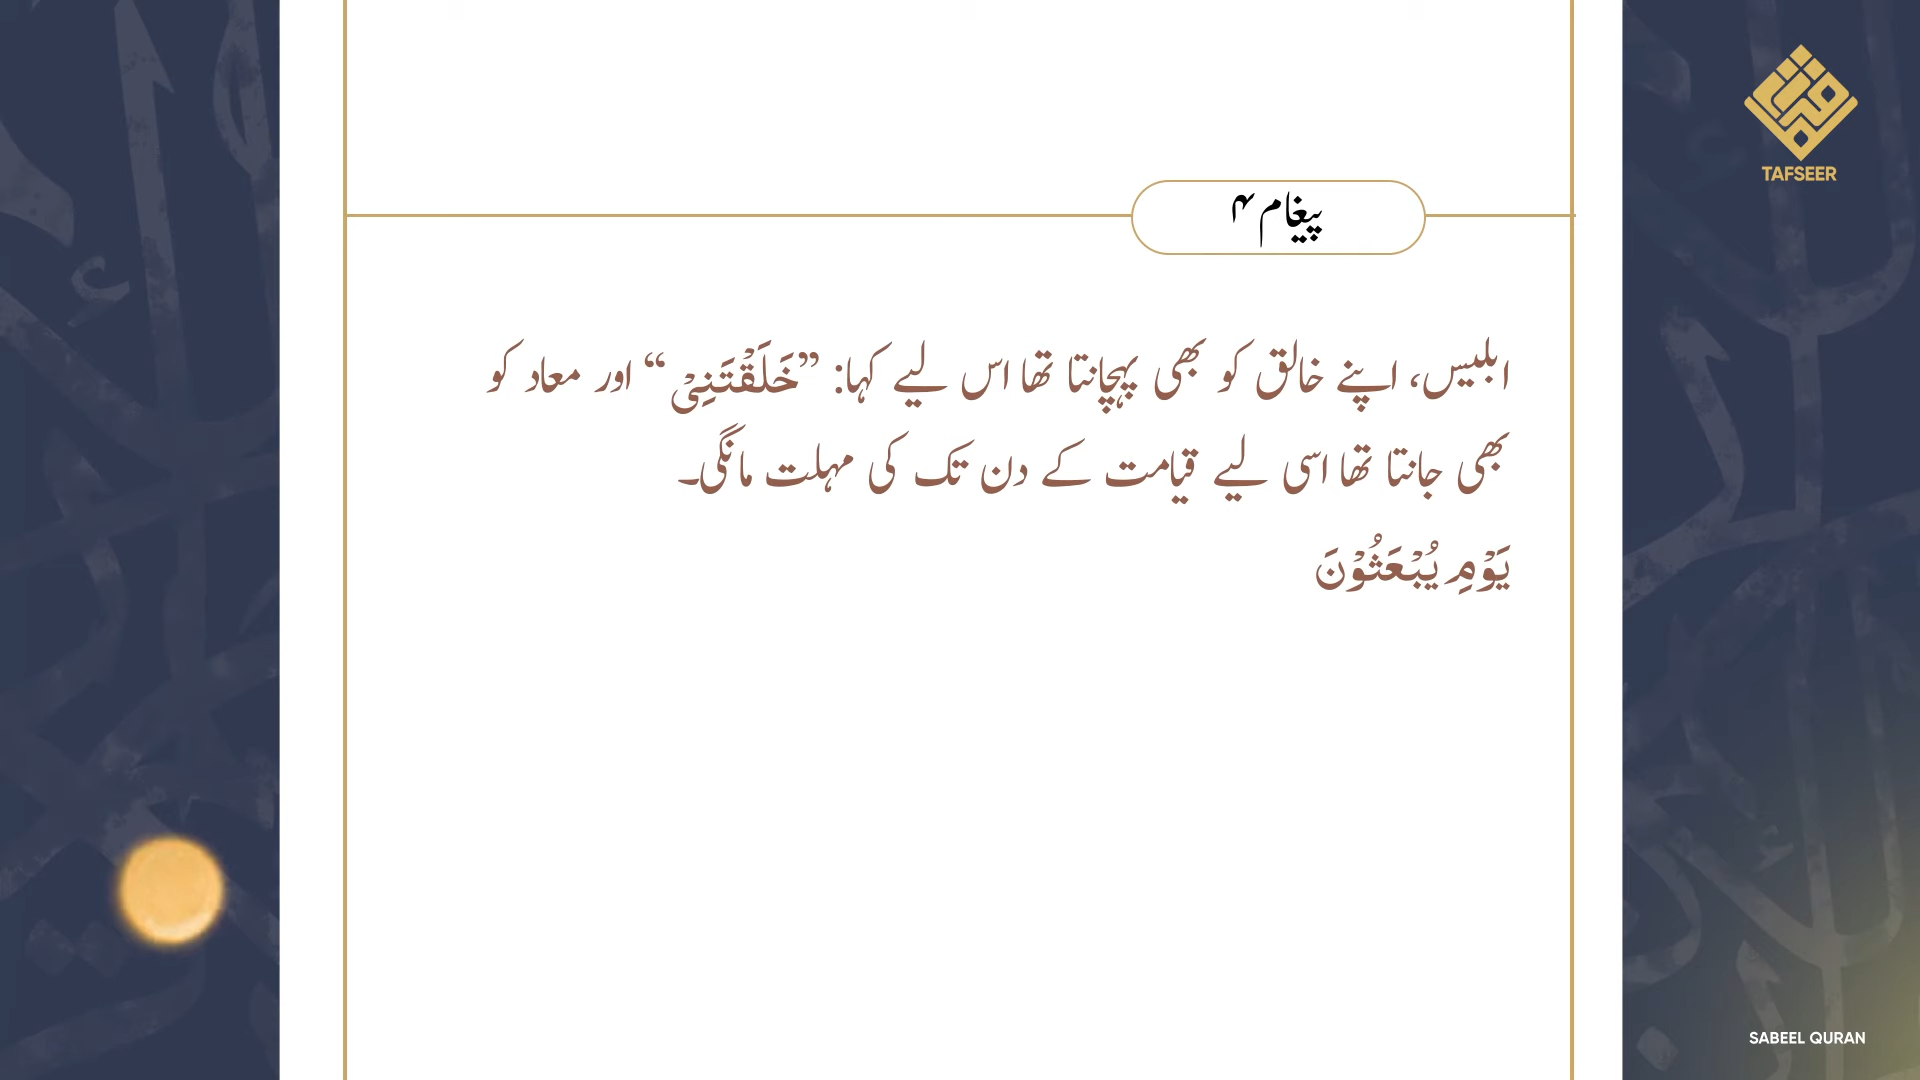 TAFSEER
پیغام ۴
ابلیس، اپنے خالق کو بھی پہچانتا تھا اس لیے کہا: ”خَلَقْتَنِیْ“ اور معاد کو
بھی جانتا تھا اسی لیے قیامت کے دن تک کی مہلت مانگی۔
یَوْمِ یُبْعَثُوْنَ
SABEEL QURAN